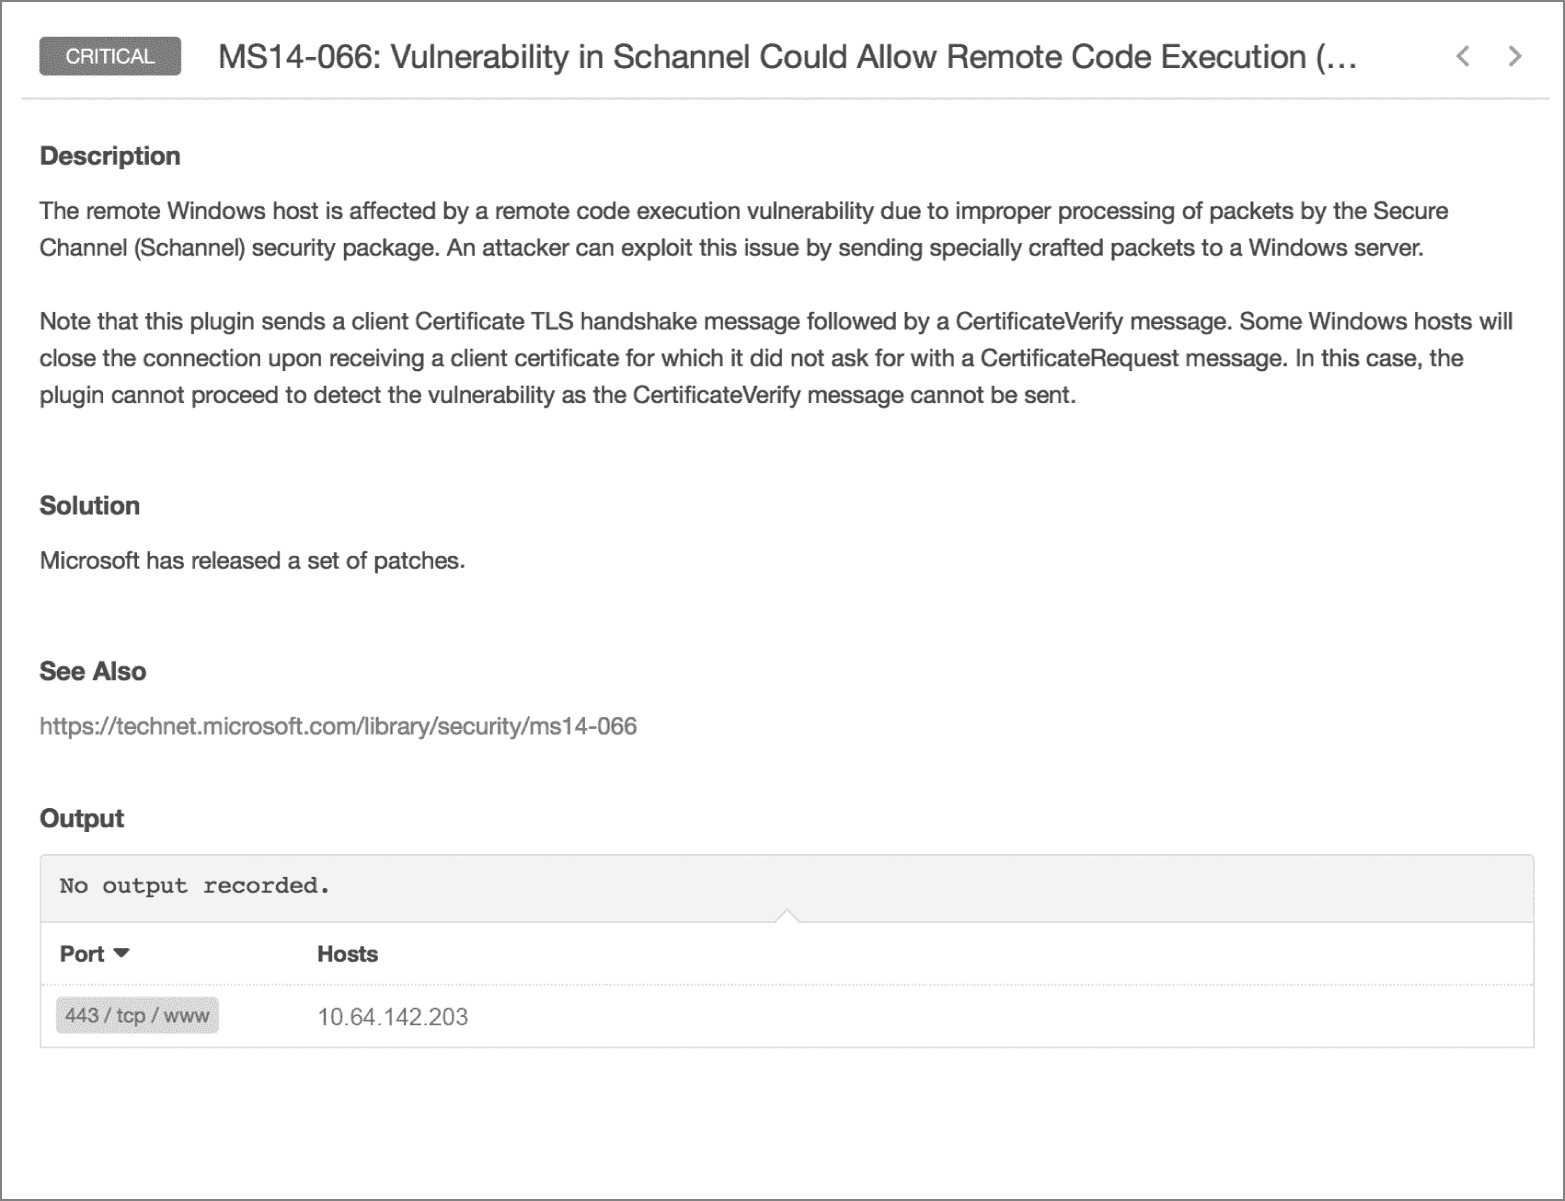 CRITICAL MS14-066: Vulnerability in Schannel Could Allow Remote Code Execution (...
Description
The remote Windows host is affected by a remote code execution vulnerability due to improper processing of packets by the Secure
Channel (Schannel) security package. An attacker can exploit this issue by sending specially crafted packets to a Windows server.
Note that this plugin sends a client Certificate TLS handshake message followed by a CertificateVerify message. Some Windows hosts will
close the connection upon receiving a client certificate for which it did not ask for with a CertificateRequest message. In this case, the
plugin cannot proceed to detect the vulnerability as the CertificateVerify message cannot be sent.
Solution
Microsoft has released a set of patches.
See Also
https://technet.microsoft.com/library/security/ms14-066
Output
No output recorded.
Port Hosts
443 / tcp / www 10.64.142.203